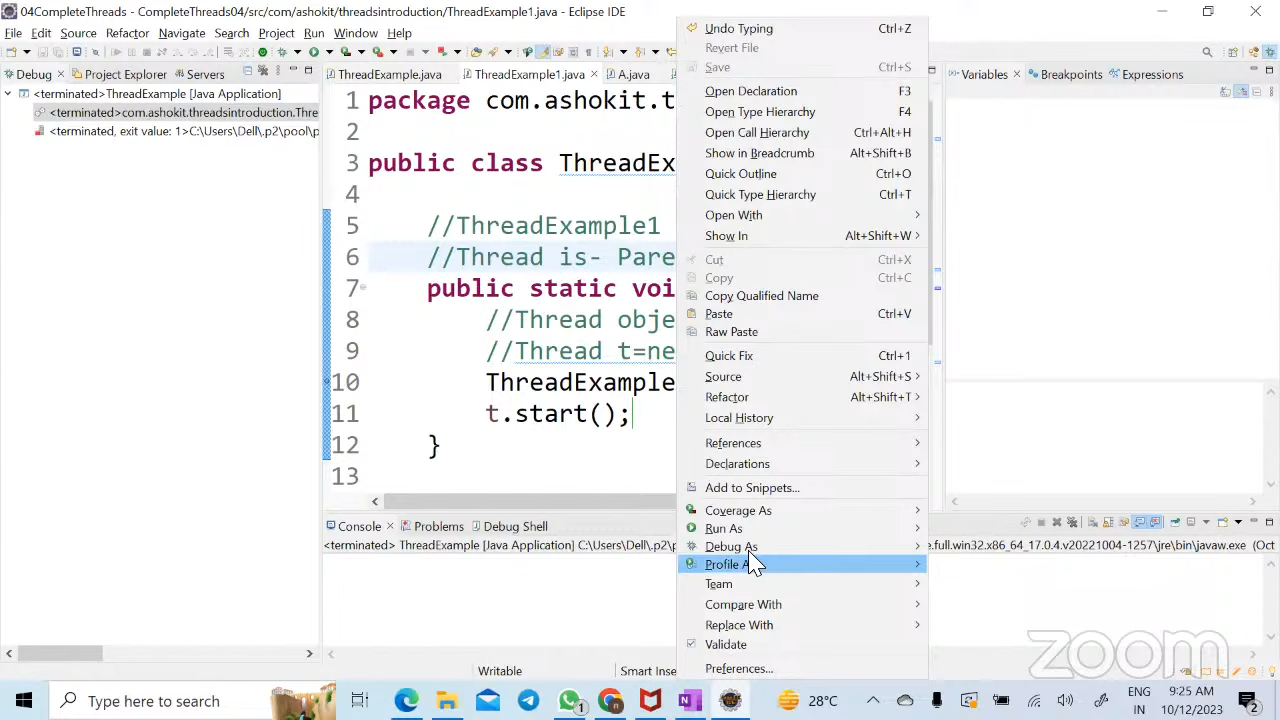 04CompleteThreads - CompleteThreads04/src/com/ashokit/threadsintroduction/ThreadExample1.java - Eclipse IDE
File Edit Source Refactor Navigate Search Project Run Window Help
Debug Project Explorer Servers
<terminated>ThreadExample [Java Application]
<terminated>com.ashokit.threadsintroduction.Thre
<terminated, exit value: 1>C:\Users\Dell\.p2\pool\p
ThreadExample.java ThreadExample1.java A.java
1 package com.ashokit.t
2
3 public class ThreadEx
4
5 //ThreadExample1
6 //Thread is- Pare
7 public static voi
8 //Thread obje
9 //Thread t=ne
10 ThreadExample
11 t.start();
12 }
13
Undo Typing Ctrl+Z
Revert File
Save Ctrl+S
Open Declaration F3
Open Type Hierarchy F4
Open Call Hierarchy Ctrl+Alt+H
Show in Breadcrumb Alt+Shift+B
Quick Outline Ctrl+O
Quick Type Hierarchy Ctrl+T
Open With
Show In Alt+Shift+W
Cut Ctrl+X
Copy Ctrl+C
Copy Qualified Name
Paste Ctrl+V
Raw Paste
Quick Fix Ctrl+1
Source Alt+Shift+S
Refactor Alt+Shift+T
Local History
References
Declarations
Add to Snippets...
Coverage As
Run As
Debug As
Profile A
Team
Compare With
Replace With
Validate
Preferences...
Variables Breakpoints Expressions
Console Problems Debug Shell
<terminated> ThreadExample [Java Application] C:\Users\Dell\.p2\p
e.full.win32.x86_64_17.0.4.v20221004-1257\jre\bin\javaw.exe (Oct
Writable Smart Inse
zoom
Type here to search
1
28°C
ENG
IN
9:25 AM
10/12/2023
2